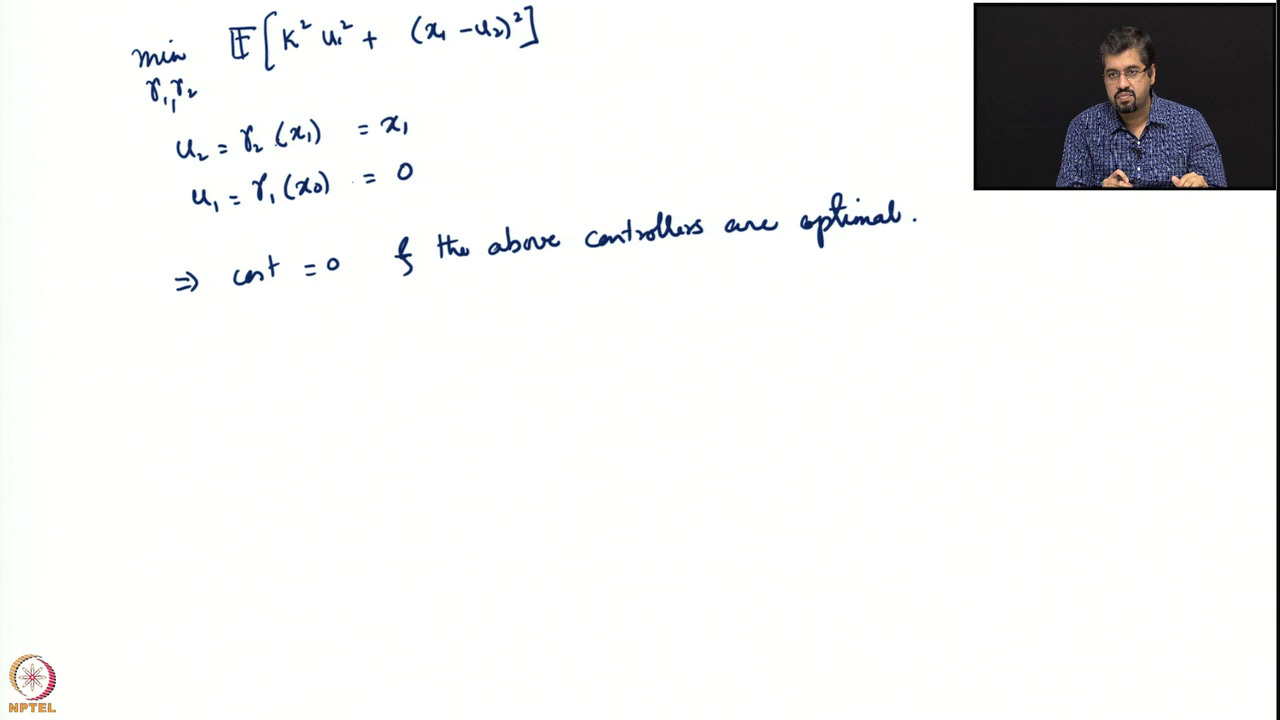 min 𝔼[K² u₁² + (x₁ - u₂)²]
γ₁, γ₂
u₂ = γ₂ (x₁) = x₁
u₁ = γ₁ (x₀) = 0
⇒ cost = 0 & the above controllers are optimal.
NPTEL